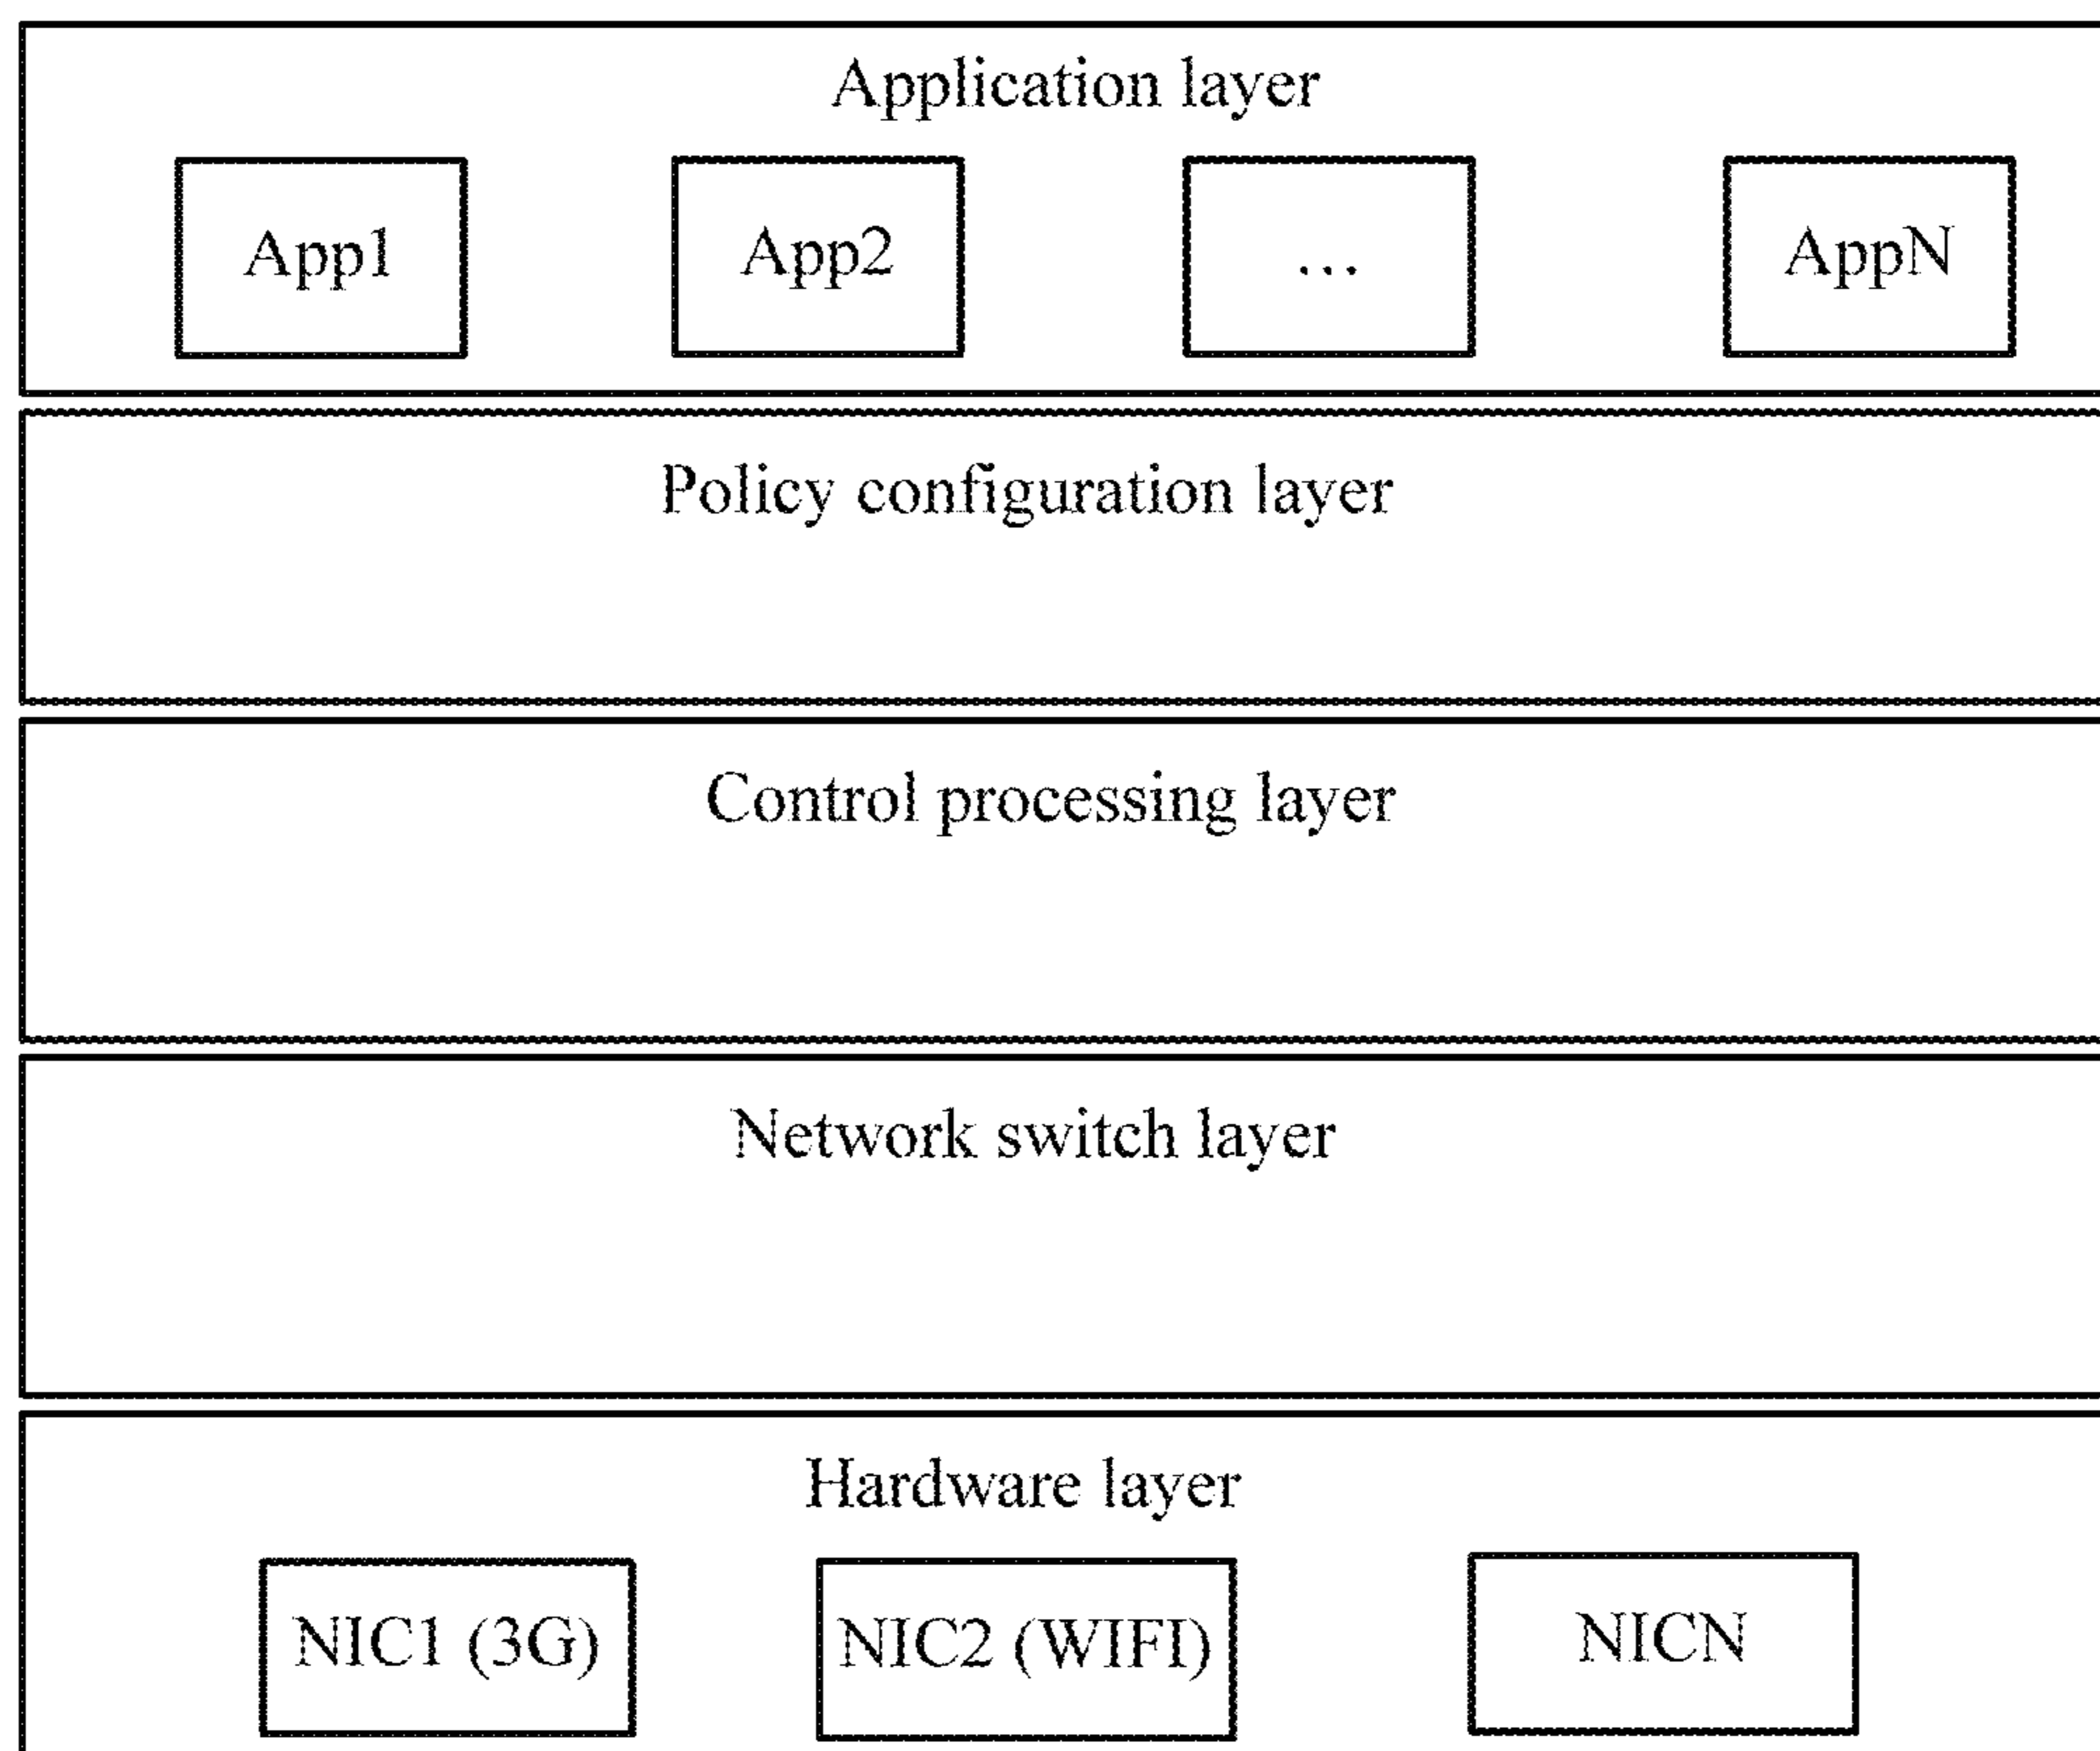 Application layer
App1 App2 ... AppN
Policy configuration layer
Control processing layer
Network switch layer
Hardware layer
NIC1 (3G) NIC2 (WIFI) NICN